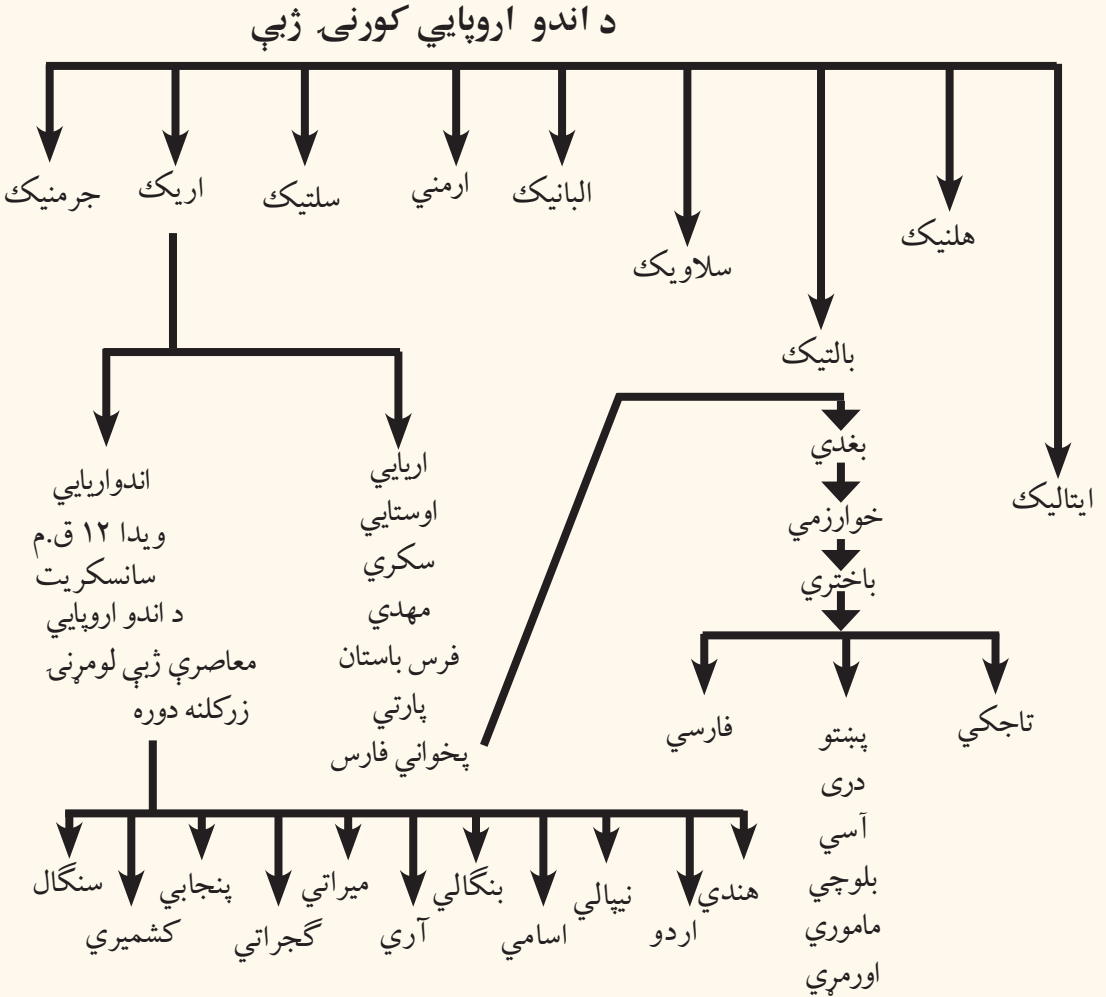 د اندو اروپايي کورنۍ ژبې
جرمنيک
اريک
سلتيک
ارمني
البانيک
سلاويک
بالتيک
هلنيک
ايتاليک
اندواريايي
ويدا ۱۲ ق.م
سانسکريت
د اندو اروپايي
معاصرې ژبې لومړنۍ
زرکلنه دوره
اريايي
اوستايي
سکري
مهدي
فرس باستان
پارتي
پخواني فارس
بغدي
خوارزمي
باختري
فارسي
پښتو
دری
آسي
بلوچي
ماموري
اورمړي
تاجکي
سنگال
کشميري
پنجابي
گجراتي
ميراتي
آري
بنگالي
اسامي
نيپالي
اردو
هندي